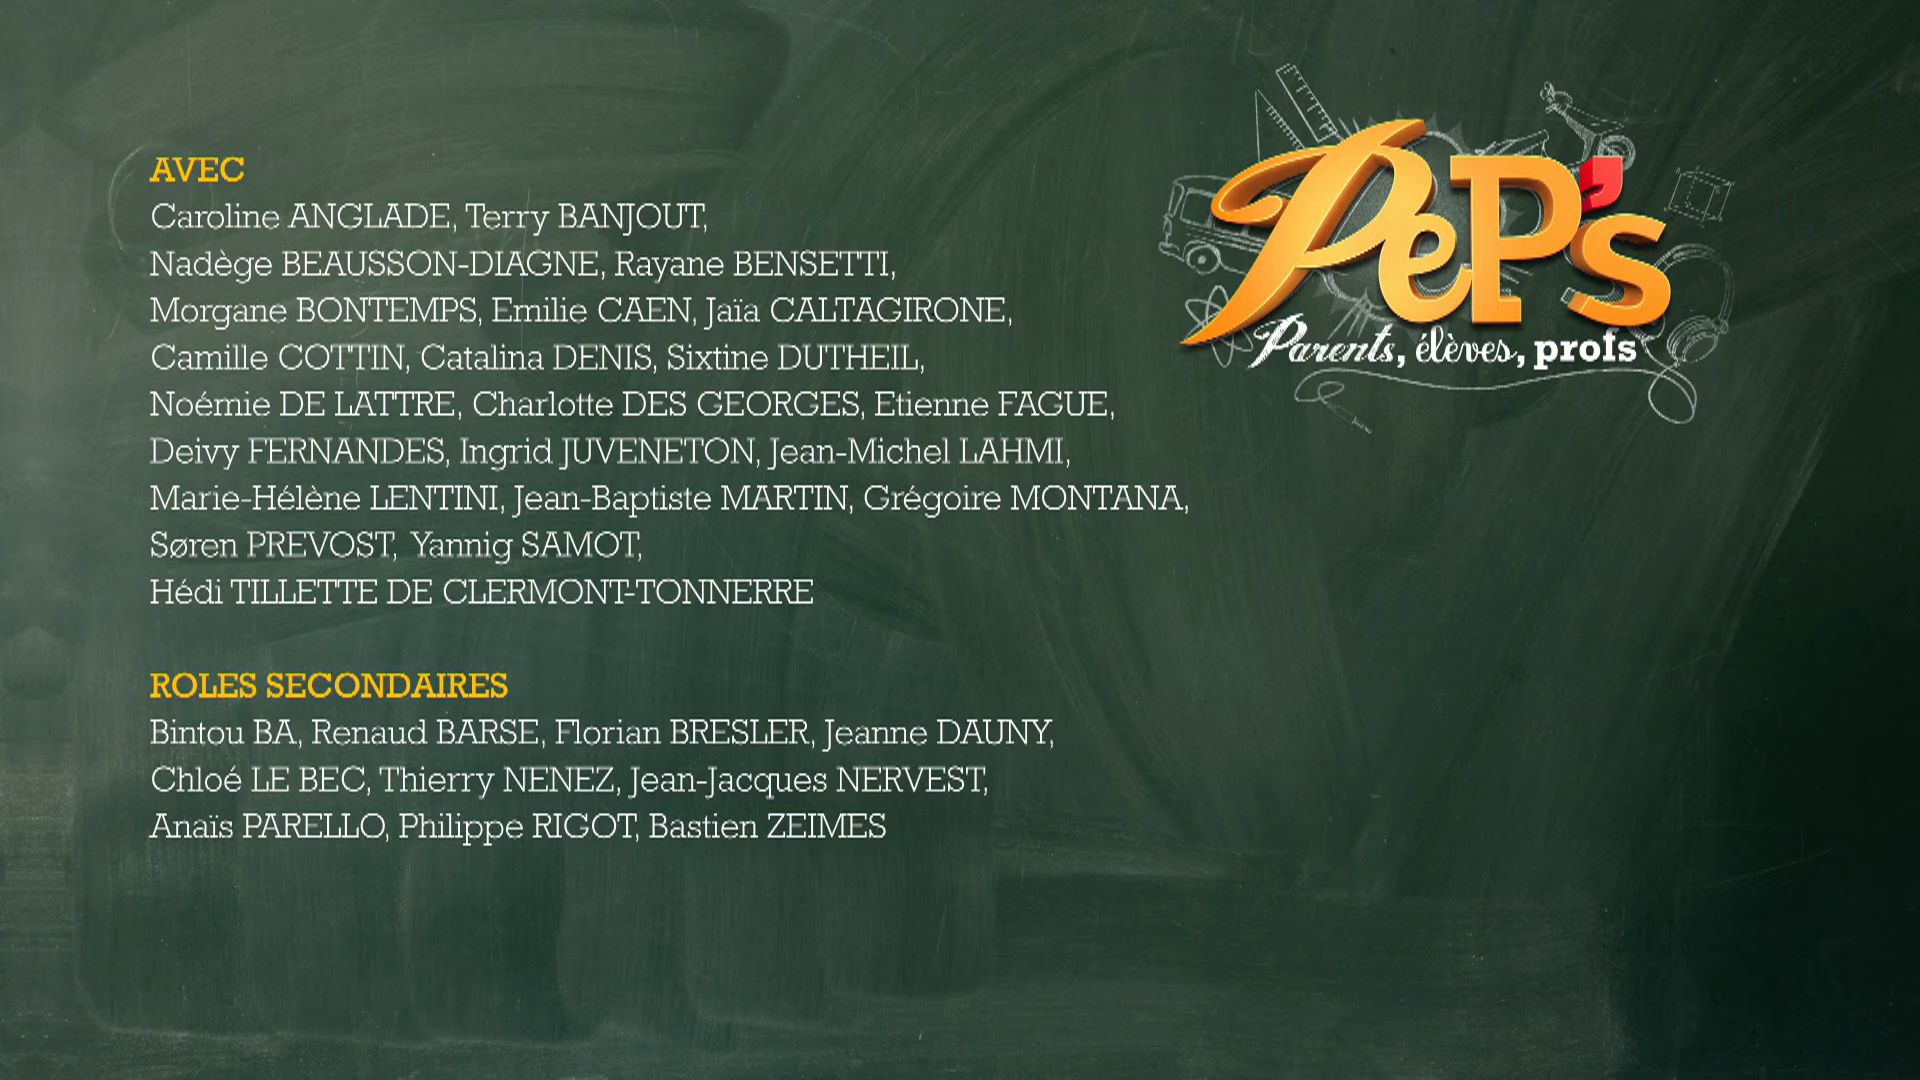 AVEC
Caroline ANGLADE, Terry BANJOUT,
Nadège BEAUSSON-DIAGNE, Rayane BENSETTI,
Morgane BONTEMPS, Emilie CAEN, Jaïa CALTAGIRONE,
Camille COTTIN, Catalina DENIS, Sixtine DUTHEIL,
Noémie DE LATTRE, Charlotte DES GEORGES, Etienne FAGUE,
Deivy FERNANDES, Ingrid JUVENETON, Jean-Michel LAHMI,
Marie-Hélène LENTINI, Jean-Baptiste MARTIN, Grégoire MONTANA,
Søren PREVOST, Yannig SAMOT,
Hédi TILLETTE DE CLERMONT-TONNERRE
ROLES SECONDAIRES
Bintou BA, Renaud BARSE, Florian BRESLER, Jeanne DAUNY,
Chloé LE BEC, Thierry NENEZ, Jean-Jacques NERVEST,
Anaïs PARELLO, Philippe RIGOT, Bastien ZEIMES
PeP's
Parents, élèves, profs